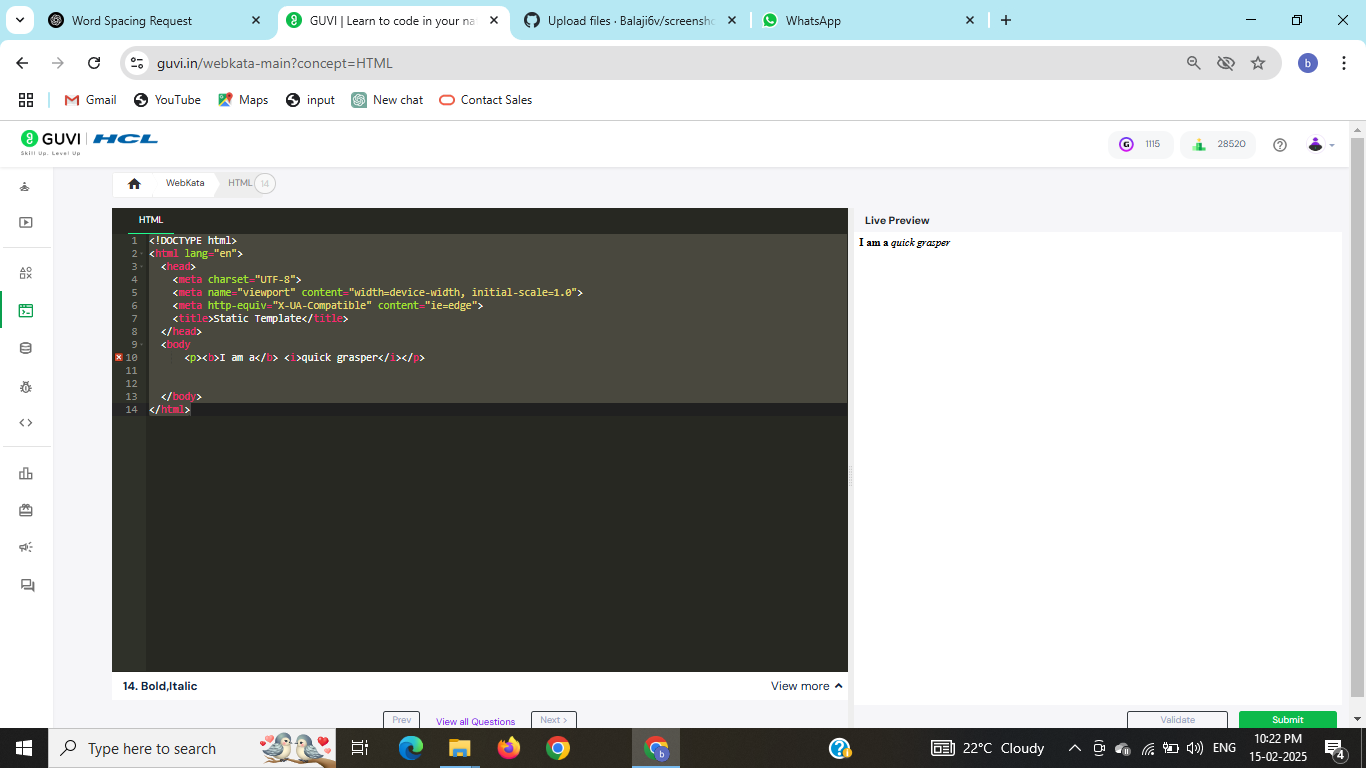 Word Spacing Request
GUVI | Learn to code in your na
Upload files · Balaji6v/screensho
WhatsApp
guvi.in/webkata-main?concept=HTML
b
Gmail
YouTube
Maps
input
New chat
Contact Sales
GUVI | HCL
Skill Up. Level Up
G 1115
28520
WebKata
HTML 14
HTML
Live Preview
1 <!DOCTYPE html>
2 <html lang="en">
3 <head>
4 <meta charset="UTF-8">
5 <meta name="viewport" content="width=device-width, initial-scale=1.0">
6 <meta http-equiv="X-UA-Compatible" content="ie=edge">
7 <title>Static Template</title>
8 </head>
9 <body
10 <p><b>I am a</b> <i>quick grasper</i></p>
11
12
13 </body>
14 </html>
I am a quick grasper
14. Bold,Italic
View more
Prev
View all Questions
Next >
Validate
Submit
Type here to search
b
22°C Cloudy
ENG
10:22 PM
15-02-2025
4